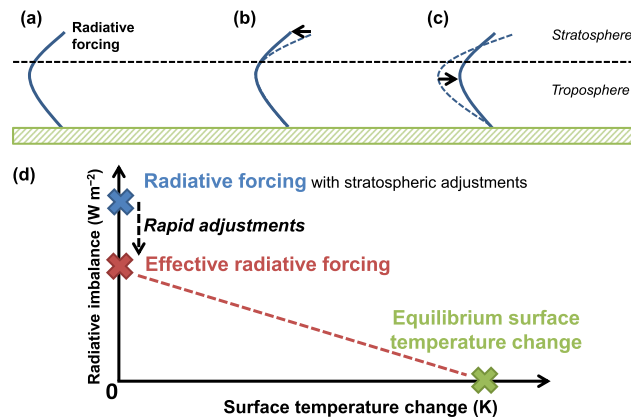 (a)
Radiative
forcing
(b)
(c)
Stratosphere
Troposphere
(d)
Radiative forcing with stratospheric adjustments
Rapid adjustments
Effective radiative forcing
Equilibrium surface
temperature change
Radiative imbalance (W m⁻²)
0
Surface temperature change (K)